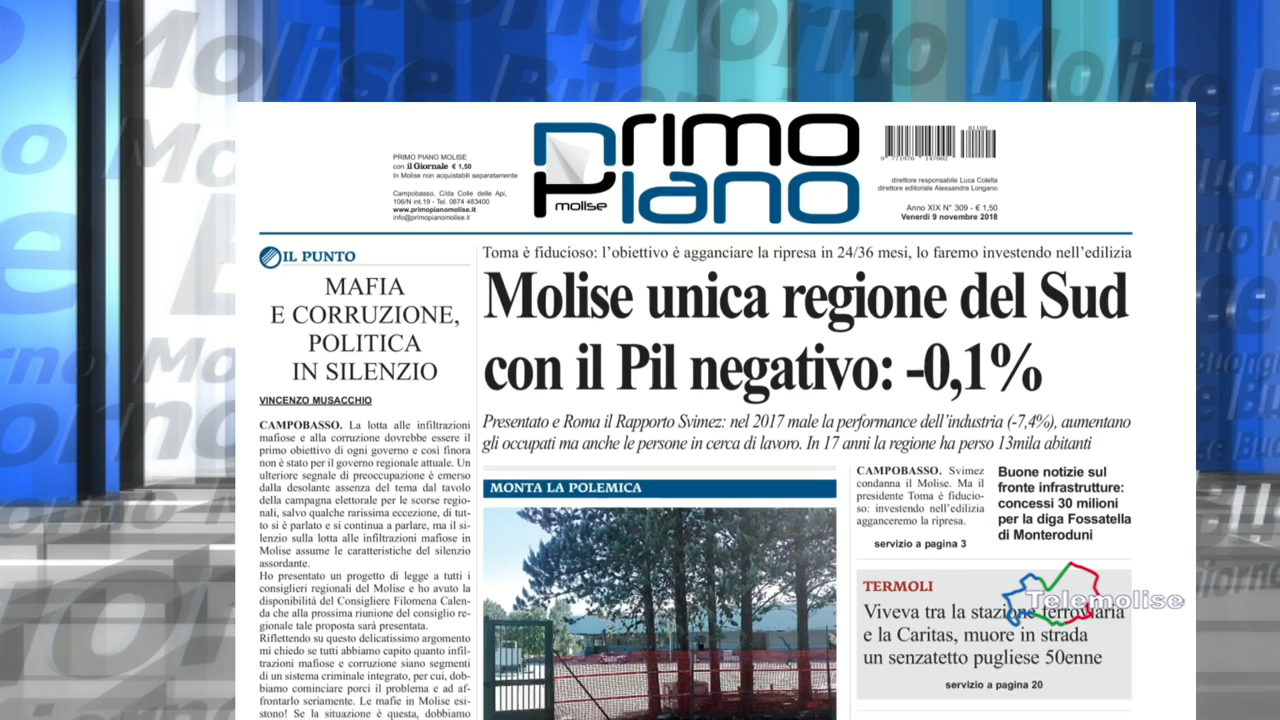 Buongiorno Molise
PRIMO PIANO MOLISE
con il Giornale € 1,50
In Molise non acquistabili separatamente
Campobasso, C/da Colle delle Api,
106/N int.19 - Tel. 0874 483400
www.primopianomolise.it
info@primopianomolise.it
PRIMO
PIANO
molise
81109
9 771970 147002
direttore responsabile Luca Colella
direttore editoriale Alessandra Longano
Anno XIX N° 309 - € 1,50
Venerdì 9 novembre 2018
IL PUNTO
MAFIA
E CORRUZIONE,
POLITICA
IN SILENZIO
VINCENZO MUSACCHIO
CAMPOBASSO. La lotta alle infiltrazioni
mafiose e alla corruzione dovrebbe essere il
primo obiettivo di ogni governo e così finora
non è stato per il governo regionale attuale. Un
ulteriore segnale di preoccupazione è emerso
dalla desolante assenza del tema dal tavolo
della campagna elettorale per le scorse regio-
nali, salvo qualche rarissima eccezione, di tut-
to si è parlato e si continua a parlare, ma il si-
lenzio sulla lotta alle infiltrazioni mafiose in
Molise assume le caratteristiche del silenzio
assordante.
Ho presentato un progetto di legge a tutti i
consiglieri regionali del Molise e ho avuto la
disponibilità del Consigliere Filomena Calen-
da che alla prossima riunione del consiglio re-
gionale tale proposta sarà presentata.
Riflettendo su questo delicatissimo argomento
mi chiedo se tutti abbiamo capito quanto infil-
trazioni mafiose e corruzione siano segmenti
di un sistema criminale integrato, per cui, dob-
biamo cominciare porci il problema e ad af-
frontarlo seriamente. Le mafie in Molise esi-
stono! Se la situazione è questa, dobbiamo
Toma è fiducioso: l'obiettivo è agganciare la ripresa in 24/36 mesi, lo faremo investendo nell'edilizia
Molise unica regione del Sud
con il Pil negativo: -0,1%
Presentato e Roma il Rapporto Svimez: nel 2017 male la performance dell'industria (-7,4%), aumentano
gli occupati ma anche le persone in cerca di lavoro. In 17 anni la regione ha perso 13mila abitanti
MONTA LA POLEMICA
CAMPOBASSO. Svimez
condanna il Molise. Ma il
presidente Toma è fiducio-
so: investendo nell'edilizia
agganceremo la ripresa.
servizio a pagina 3
Buone notizie sul
fronte infrastrutture:
concessi 30 milioni
per la diga Fossatella
di Monteroduni
TERMOLI
Viveva tra la stazione ferroviaria
e la Caritas, muore in strada
un senzatetto pugliese 50enne
servizio a pagina 20
Telemolise